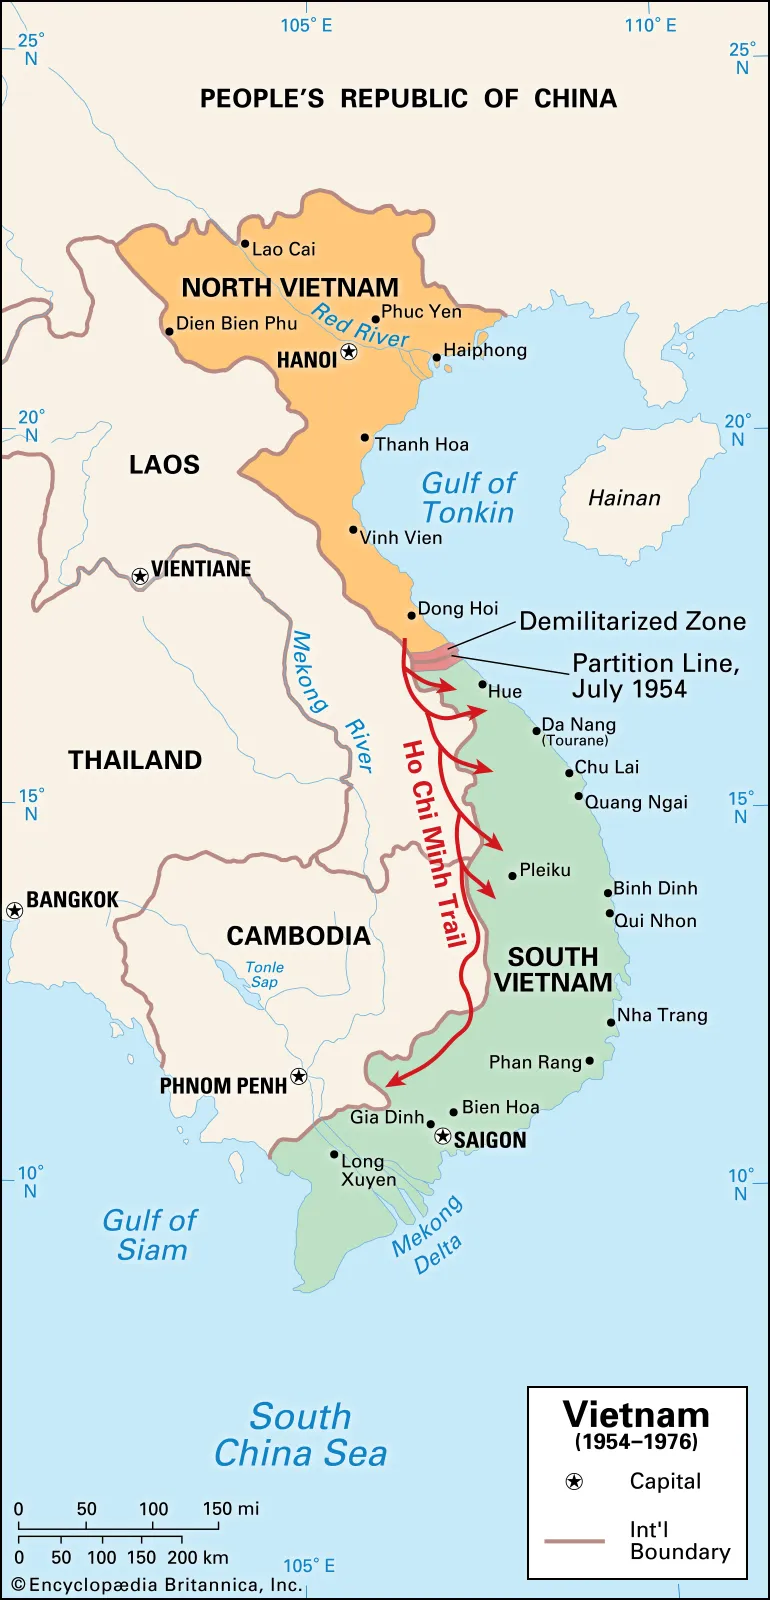 105° E
110° E
25°
N
25°
N
PEOPLE'S REPUBLIC OF CHINA
Lao Cai
NORTH VIETNAM
Phuc Yen
Red River
Dien Bien Phu
HANOI
Haiphong
20°
N
20°
N
Thanh Hoa
LAOS
Gulf of
Tonkin
Hainan
Vinh Vien
VIENTIANE
Dong Hoi
Demilitarized Zone
Partition Line,
July 1954
Mekong
River
Hue
Da Nang
(Tourane)
THAILAND
Ho Chi Minh Trail
Chu Lai
Quang Ngai
15°
N
15°
N
Pleiku
Binh Dinh
BANGKOK
Qui Nhon
CAMBODIA
SOUTH
VIETNAM
Tonle
Sap
Nha Trang
Phan Rang
PHNOM PENH
Bien Hoa
Gia Dinh
SAIGON
Long
Xuyen
10°
N
10°
N
Gulf of
Siam
Mekong
Delta
South
China Sea
Vietnam
(1954–1976)
Capital
Int'l
Boundary
0 50 100 150 mi
0 50 100 150 200 km
105° E
© Encyclopædia Britannica, Inc.